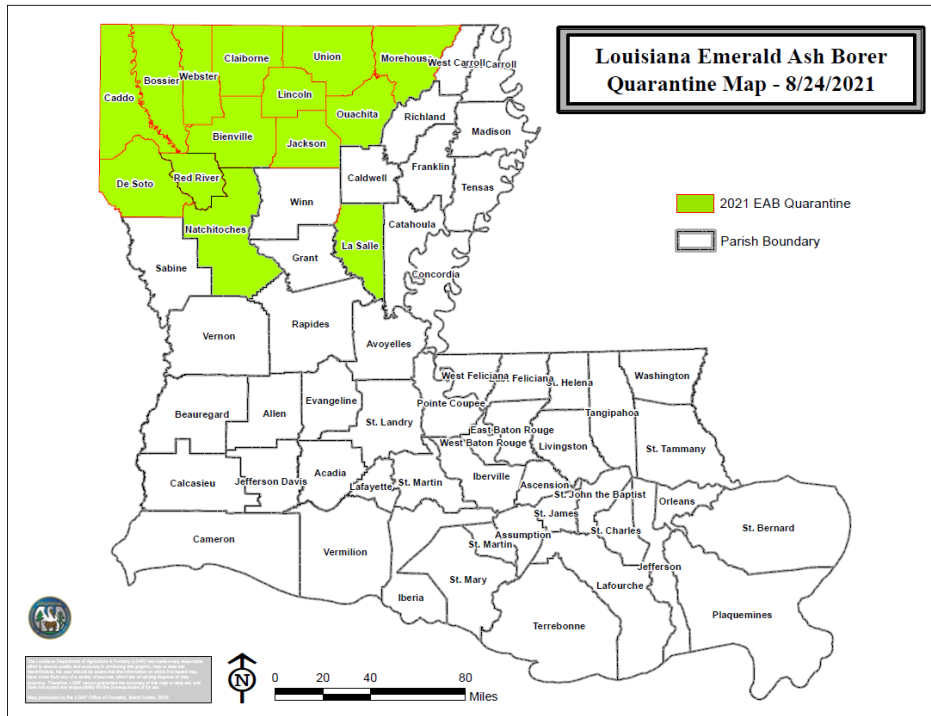 Louisiana Emerald Ash Borer
Quarantine Map - 8/24/2021
2021 EAB Quarantine
Parish Boundary
Caddo
Bossier
Webster
Claiborne
Union
Morehouse
West Carroll
Carroll
Lincoln
Ouachita
Richland
Madison
Bienville
Jackson
Franklin
Tensas
Caldwell
De Soto
Red River
Winn
Natchitoches
La Salle
Catahoula
Grant
Sabine
Concordia
Vernon
Rapides
Avoyelles
West Feliciana
East Feliciana
St. Helena
Washington
Beauregard
Allen
Evangeline
Pointe Coupee
Tangipahoa
St. Landry
East Baton Rouge
West Baton Rouge
Livingston
St. Tammany
Calcasieu
Jefferson Davis
Acadia
Lafayette
St. Martin
Iberville
Ascension
St. John the Baptist
Orleans
St. James
St. Charles
St. Bernard
Cameron
Vermilion
Assumption
St. Martin
Jefferson
St. Mary
Lafourche
Iberia
Terrebonne
Plaquemines
N
0 20 40 80
Miles